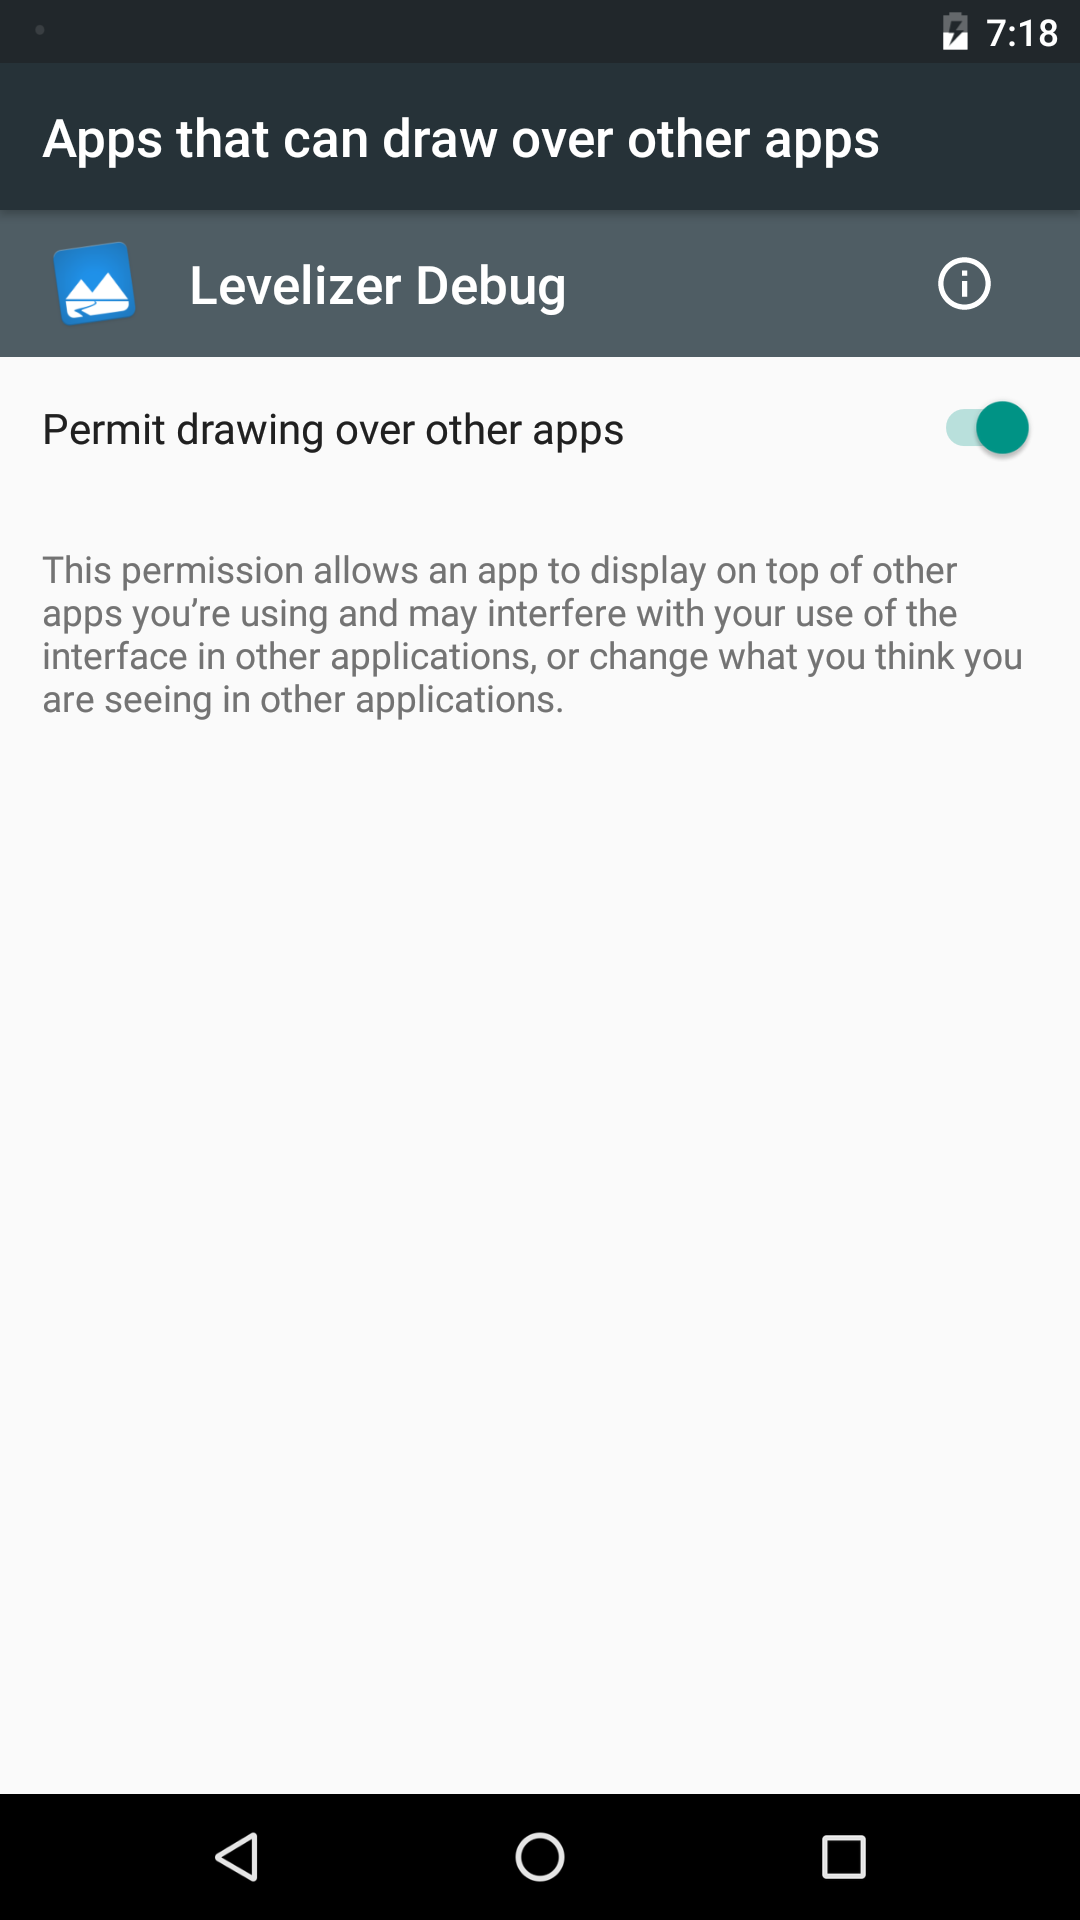 7:18
Apps that can draw over other apps
Levelizer Debug
Permit drawing over other apps
This permission allows an app to display on top of other
apps you’re using and may interfere with your use of the
interface in other applications, or change what you think you
are seeing in other applications.